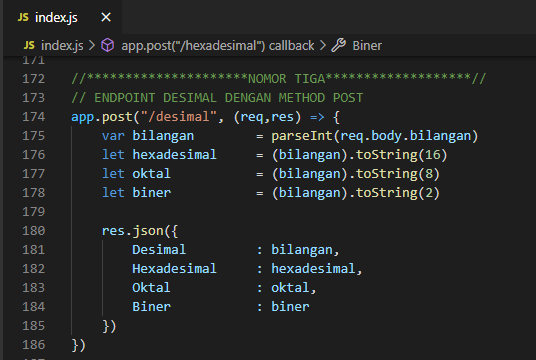 JS index.js ×
JS index.js > app.post("/hexadesimal") callback > Biner
171
172 //*********************NOMOR TIGA*******************//
173 // ENDPOINT DESIMAL DENGAN METHOD POST
174 app.post("/desimal", (req,res) => {
175     var bilangan        = parseInt(req.body.bilangan)
176     let hexadesimal     = (bilangan).toString(16)
177     let oktal           = (bilangan).toString(8)
178     let biner           = (bilangan).toString(2)
179
180     res.json({
181         Desimal         : bilangan,
182         Hexadesimal     : hexadesimal,
183         Oktal           : oktal,
184         Biner           : biner
185     })
186 })